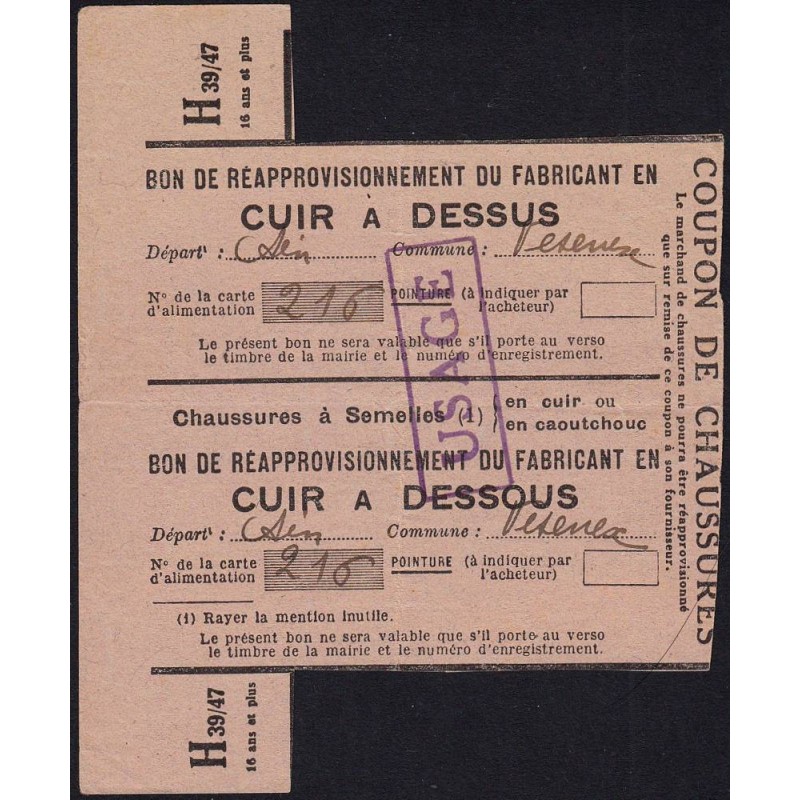 H 39/47
16 ans et plus
BON DE RÉAPPROVISIONNEMENT DU FABRICANT EN
CUIR A DESSUS
Départᵗ : Ain Commune : Vesenex
Nº de la carte
d'alimentation 216 POINTURE (à indiquer par
l'acheteur)
Le présent bon ne sera valable que s'il porte au verso
le timbre de la mairie et le numéro d'enregistrement.
Chaussures à Semelles (1) en cuir ou
en caoutchouc
BON DE RÉAPPROVISIONNEMENT DU FABRICANT EN
CUIR A DESSOUS
Départᵗ : Ain Commune : Vesenex
Nº de la carte
d'alimentation 216 POINTURE (à indiquer par
l'acheteur)
(1) Rayer la mention inutile.
Le présent bon ne sera valable que s'il porte au verso
le timbre de la mairie et le numéro d'enregistrement.
H 39/47
16 ans et plus
USAGE
COUPON DE CHAUSSURES
Le marchand de chaussures ne pourra être réapprovisionné
que sur remise de ce coupon à son fournisseur.